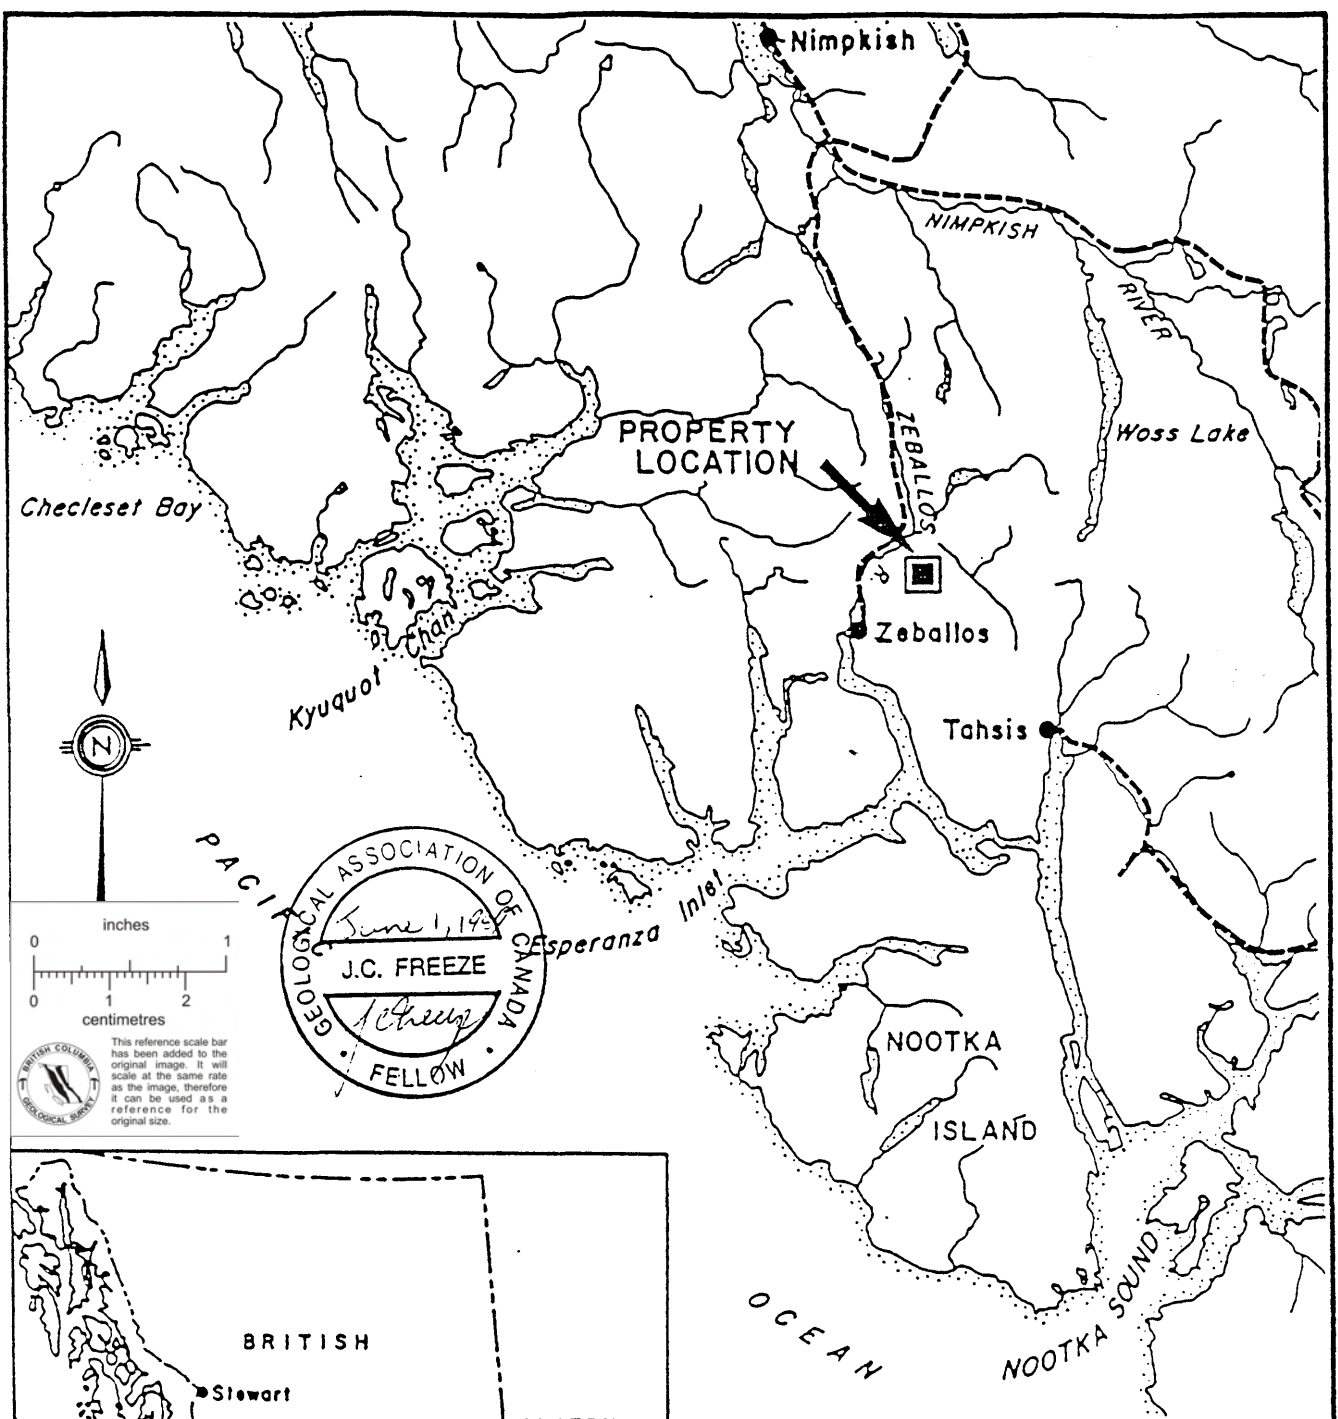 Nimpkish
NIMPKISH
RIVER
Woss Lake
ZEBALLOS
PROPERTY
LOCATION
Checleset Bay
Kyuquot Chan
Zeballos
Tahsis
N
PACIF
Esperanza Inlet
GEOLOGICAL ASSOCIATION OF CANADA
June 1,
J.C. FREEZE
FELLOW
inches
0 1
0 1 2
centimetres
This reference scale bar
has been added to the
original image. It will
scale at the same rate
as the image, therefore
it can be used as a
reference for the
original size.
BRITISH COLUMBIA
GEOLOGICAL SURVEY
NOOTKA
ISLAND
NOOTKA SOUND
OCEAN
BRITISH
Stewart